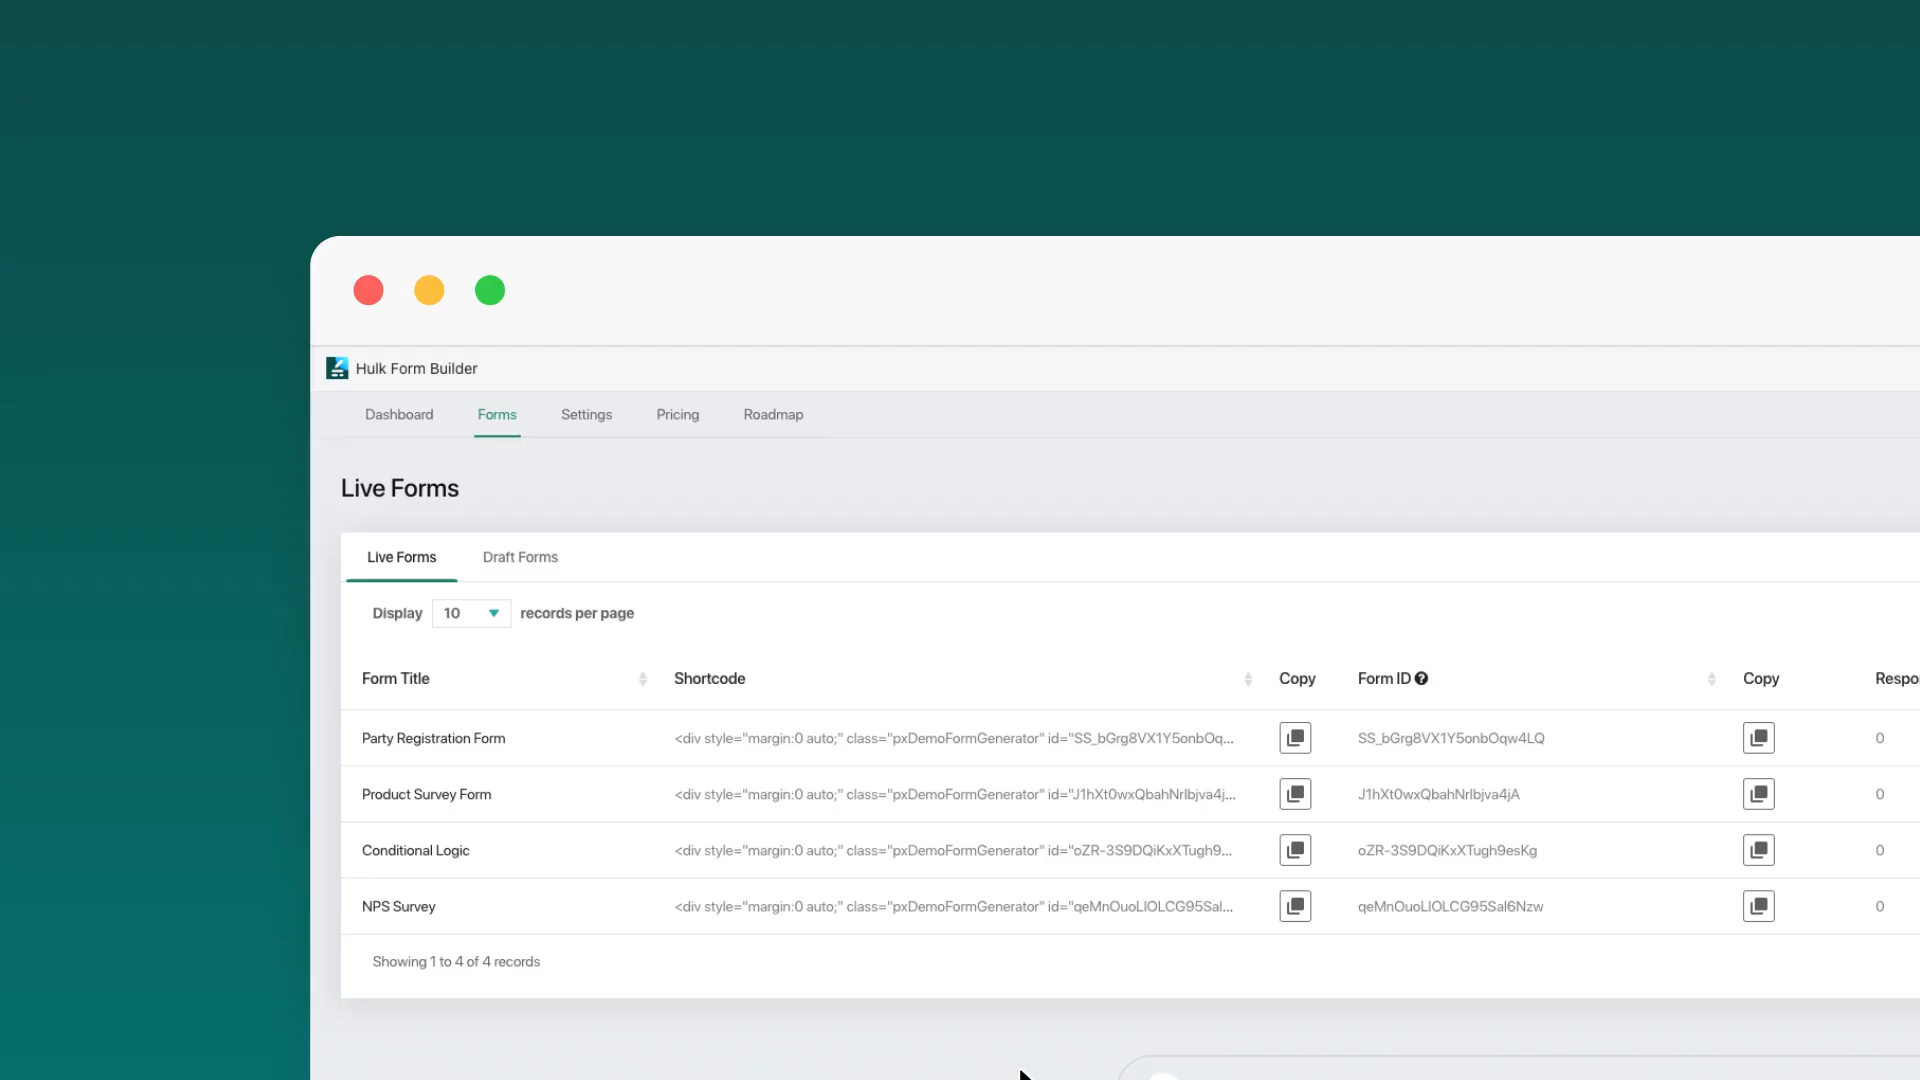 Hulk Form Builder
Dashboard Forms Settings Pricing Roadmap
Live Forms
Live Forms Draft Forms
Display 10 records per page
Form Title Shortcode Copy Form ID Copy Respo
Party Registration Form <div style="margin:0 auto;" class="pxDemoFormGenerator" id="SS_bGrg8VX1Y5onbOq... SS_bGrg8VX1Y5onbOqw4LQ 0
Product Survey Form <div style="margin:0 auto;" class="pxDemoFormGenerator" id="J1hXt0wxQbahNrlbjva4j... J1hXt0wxQbahNrlbjva4jA 0
Conditional Logic <div style="margin:0 auto;" class="pxDemoFormGenerator" id="oZR-3S9DQiKxXTugh9... oZR-3S9DQiKxXTugh9esKg 0
NPS Survey <div style="margin:0 auto;" class="pxDemoFormGenerator" id="qeMnOuoLIOLCG95Sal... qeMnOuoLIOLCG95Sal6Nzw 0
Showing 1 to 4 of 4 records